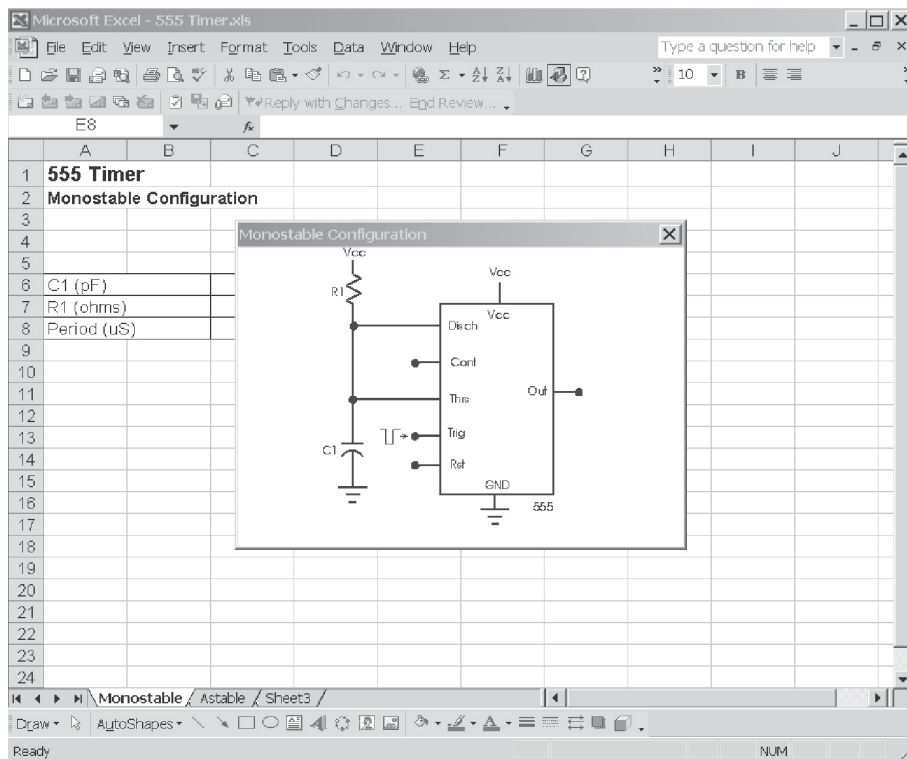 Microsoft Excel - 555 Timer.xls
File Edit View Insert Format Tools Data Window Help Type a question for help
10 B
Reply with Changes... End Review...
E8 fx
A B C D E F G H I J
1 555 Timer
2 Monostable Configuration
3
4
5
6 C1 (pF)
7 R1 (ohms)
8 Period (uS)
9
10
11
12
13
14
15
16
17
18
19
20
21
22
23
24
Monostable Configuration
Vcc
R1
Vcc
Vcc
Disch
Cont
Thrs
Out
Trig
C1
Rst
GND
555
Monostable Astable Sheet3
Draw AutoShapes
Ready NUM